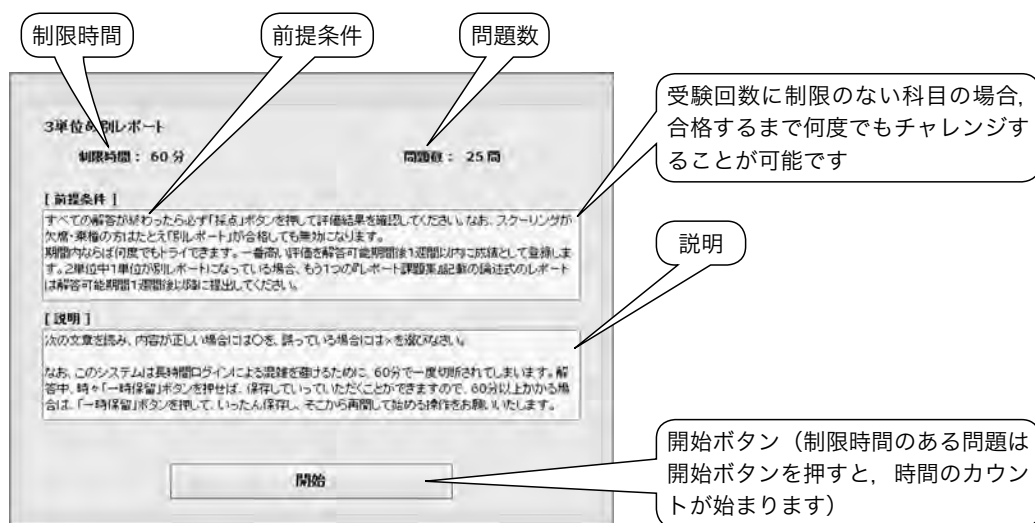 制限時間
前提条件
問題数
受験回数に制限のない科目の場合,
合格するまで何度でもチャレンジす
ることが可能です
3単位め別レポート
制限時間： 60 分
問題数： 25 問
[ 前提条件 ]
すべての解答が終わったら必ず「採点」ボタンを押して評価結果を確認してください。なお、スクーリングが
欠席・棄権の方はたとえ「別レポート」が合格しても無効になります。
期間内ならば何度でもトライできます。一番高い評価を解答可能期間後1週間以内に成績として登録しま
す。2単位中1単位が別レポートになっている場合、もう1つの『レポート課題集』記載の論述式のレポート
は解答可能期間1週間後以降に提出してください。
説明
[ 説明 ]
次の文章を読み、内容が正しい場合には○を、誤っている場合には×を選びなさい。
なお、このシステムは長時間ログインによる混雑を避けるために、60分で一度切断されてしまいます。解
答中、時々「一時保留」ボタンを押せば、保存していっていただくことができますので、60分以上かかる場
合は、「一時保留」ボタンを押して、いったん保存し、そこから再開して始める操作をお願いいたします。
開始
開始ボタン（制限時間のある問題は
開始ボタンを押すと，時間のカウン
トが始まります）